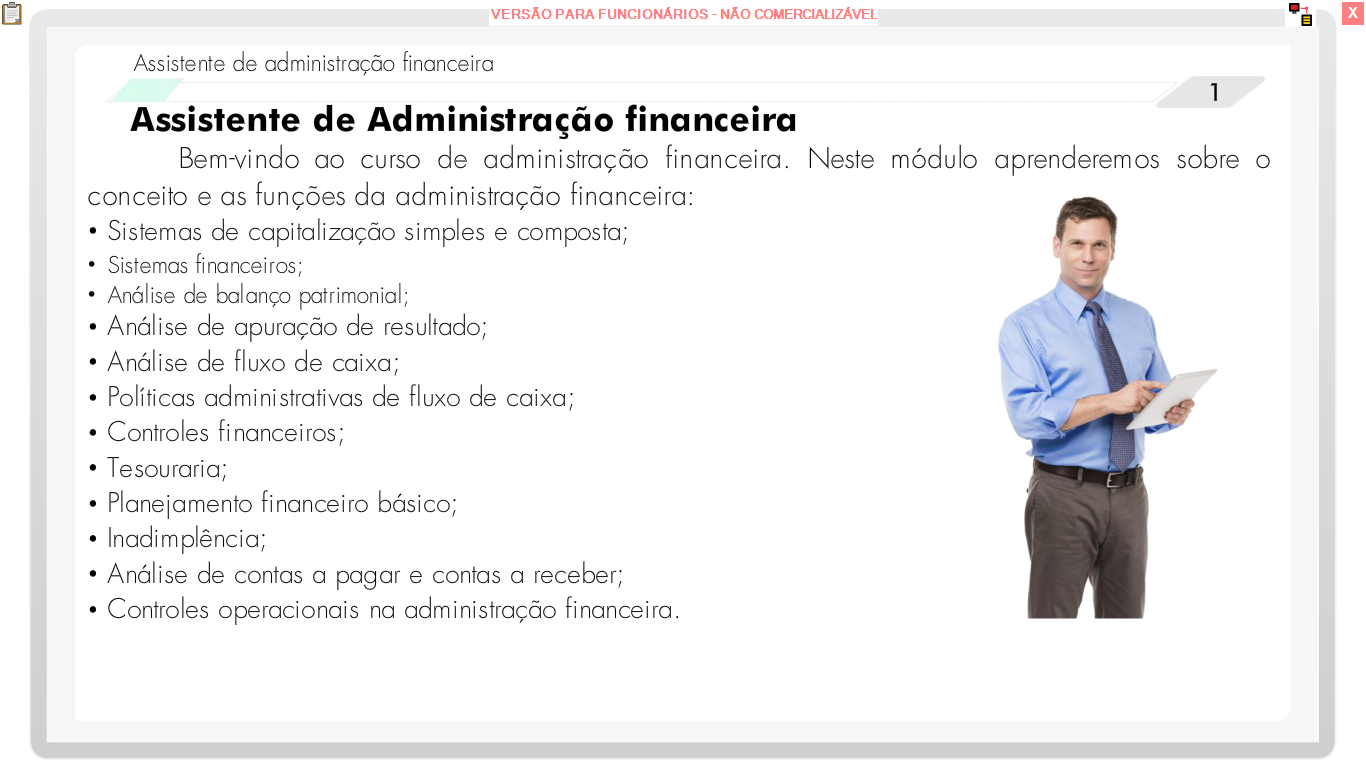 VERSÃO PARA FUNCIONÁRIOS - NÃO COMERCIALIZÁVEL
X
Assistente de administração financeira
1
Assistente de Administração financeira
Bem-vindo ao curso de administração financeira. Neste módulo aprenderemos sobre o
conceito e as funções da administração financeira:
• Sistemas de capitalização simples e composta;
• Sistemas financeiros;
• Análise de balanço patrimonial;
• Análise de apuração de resultado;
• Análise de fluxo de caixa;
• Políticas administrativas de fluxo de caixa;
• Controles financeiros;
• Tesouraria;
• Planejamento financeiro básico;
• Inadimplência;
• Análise de contas a pagar e contas a receber;
• Controles operacionais na administração financeira.